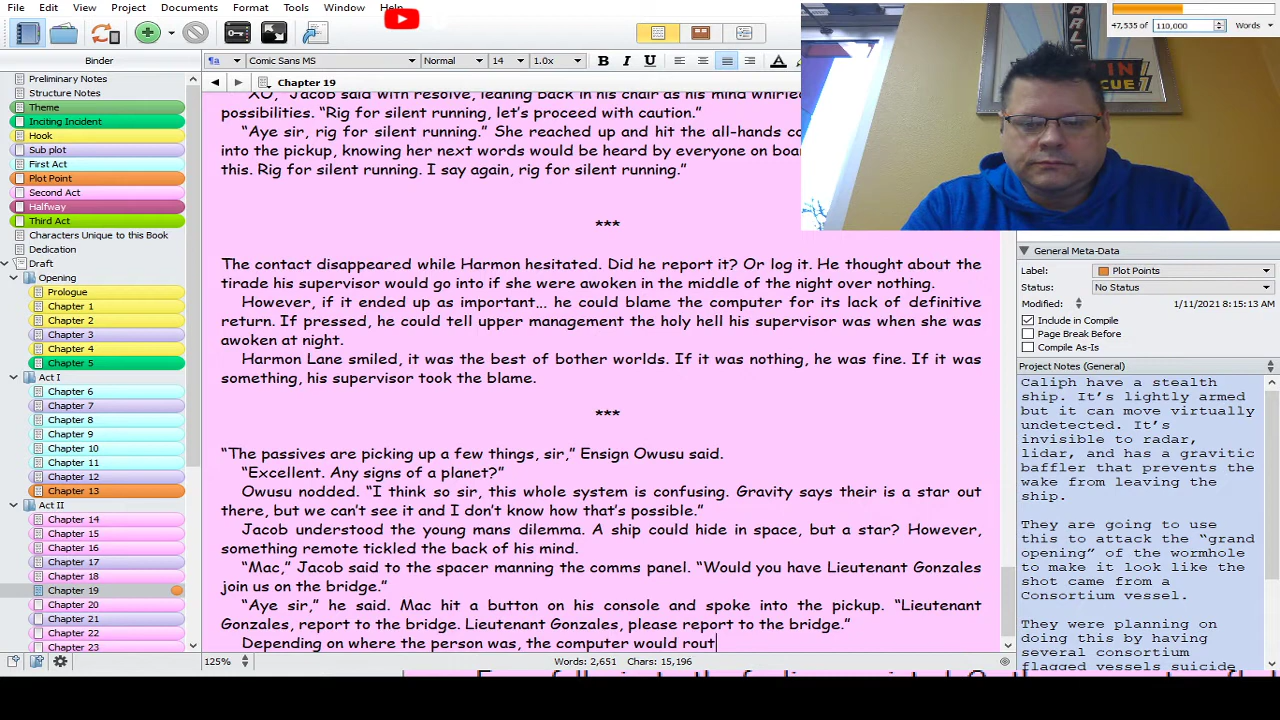 File Edit View Project Documents Format Tools Window Help
47,535 of 110,000 Words
ARLE
IN
CUE
Comic Sans MS Normal 14 1.0x B I U A
Binder
Chapter 19
Preliminary Notes
Structure Notes
Theme
Inciting Incident
Hook
Sub plot
First Act
Plot Point
Second Act
Halfway
Third Act
Characters Unique to this Book
Dedication
Draft
Opening
Prologue
Chapter 1
Chapter 2
Chapter 3
Chapter 4
Chapter 5
Act I
Chapter 6
Chapter 7
Chapter 8
Chapter 9
Chapter 10
Chapter 11
Chapter 12
Chapter 13
Act II
Chapter 14
Chapter 15
Chapter 16
Chapter 17
Chapter 18
Chapter 19
Chapter 20
Chapter 21
Chapter 22
Chapter 23
XO,” Jacob said with resolve, leaning back in his chair as his mind whirled
possibilities. “Rig for silent running, let’s proceed with caution.”
“Aye sir, rig for silent running.” She reached up and hit the all-hands
into the pickup, knowing her next words would be heard by everyone on
this. Rig for silent running. I say again, rig for silent running.”
***
The contact disappeared while Harmon hesitated. Did he report it? Or log it. He thought about the
tirade his supervisor would go into if she were awoken in the middle of the night over nothing.
However, if it ended up as important... he could blame the computer for its lack of definitive
return. If pressed, he could tell upper management the holy hell his supervisor was when she was
awoken at night.
Harmon Lane smiled, it was the best of bother worlds. If it was nothing, he was fine. If it was
something, his supervisor took the blame.
***
“The passives are picking up a few things, sir,” Ensign Owusu said.
“Excellent. Any signs of a planet?”
Owusu nodded. “I think so sir, this whole system is confusing. Gravity says their is a star out
there, but we can’t see it and I don’t know how that’s possible.”
Jacob understood the young mans dilemma. A ship could hide in space, but a star? However,
something remote tickled the back of his mind.
“Mac,” Jacob said to the spacer manning the comms panel. “Would you have Lieutenant Gonzales
join us on the bridge.”
“Aye sir,” he said. Mac hit a button on his console and spoke into the pickup. “Lieutenant
Gonzales, report to the bridge. Lieutenant Gonzales, please report to the bridge.”
Depending on where the person was, the computer would rout
125% Words: 2,651 Chars: 15,196
General Meta-Data
Label: Plot Points
Status: No Status
Modified: 1/11/2021 8:15:13 AM
Include in Compile
Page Break Before
Compile As-Is
Project Notes (General)
Caliph have a stealth
ship. It’s lightly armed
but it can move virtually
undetected. It’s
invisible to radar,
lidar, and has a gravitic
baffler that prevents the
wake from leaving the
ship.
They are going to use
this to attack the “grand
opening” of the wormhole
to make it look like the
shot came from a
Consortium vessel.
They were planning on
doing this by having
several consortium
flagged vessels suicide